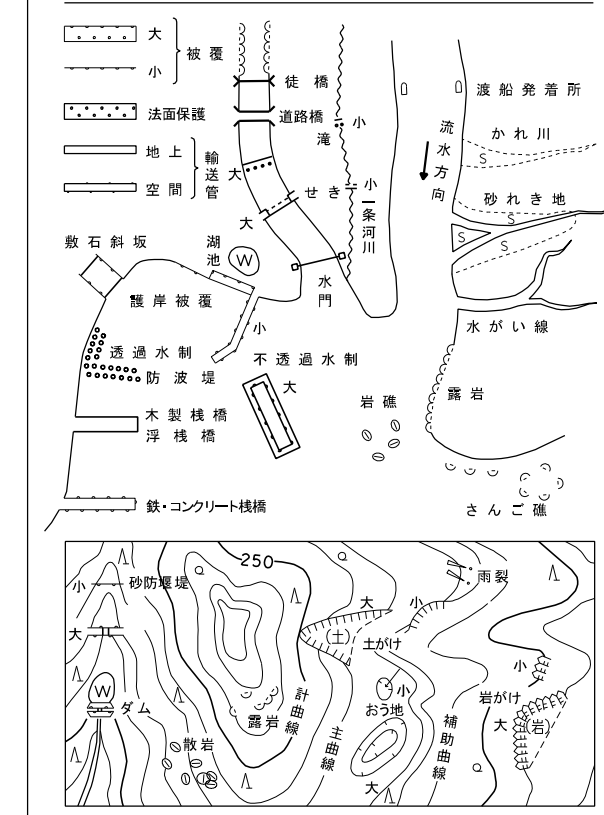 大
小
被覆
法面保護
地上
空間
輸送管
徒橋
道路橋
小
滝
大
せき
小
大
一条河川
水門
流水方向
渡船発着所
かれ川
S
砂れき地
S
S
S
水がい線
敷石斜坂
湖池
W
護岸被覆
小
透過水制
防波堤
不透過水制
大
木製桟橋
浮桟橋
鉄・コンクリート桟橋
岩礁
露岩
さんご礁
250
小
砂防堰堤
大
W
ダム
露岩
散岩
計曲線
主曲線
大
小
(土)
土がけ
小
おう地
大
補助曲線
雨裂
小
岩がけ
大
(岩)